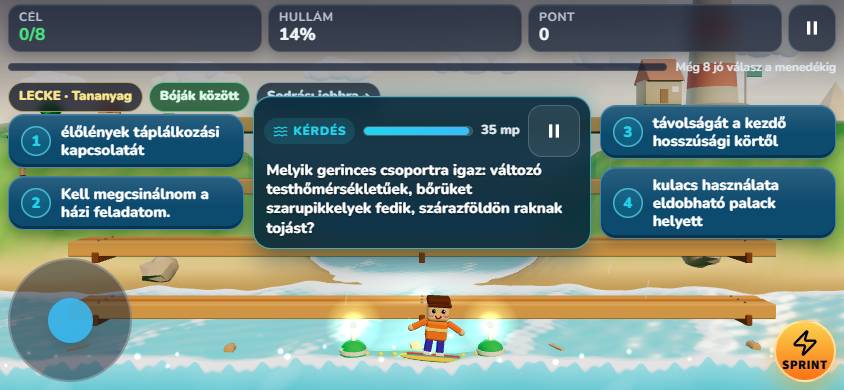 CÉL
0/8
HULLÁM
14%
PONT
0
Még 8 jó válasz a menedékig
LECKE · Tananyag
Bóják között
Sodrás: jobbra →
1
élőlények táplálkozási
kapcsolatát
2
Kell megcsinálnom a
házi feladatom.
KÉRDÉS
35 mp
Melyik gerinces csoportra igaz: változó
testhőmérsékletűek, bőrüket
szarupikkelyek fedik, szárazföldön raknak
tojást?
3
távolságát a kezdő
hosszúsági körtől
4
kulacs használata
eldobható palack
helyett
SPRINT